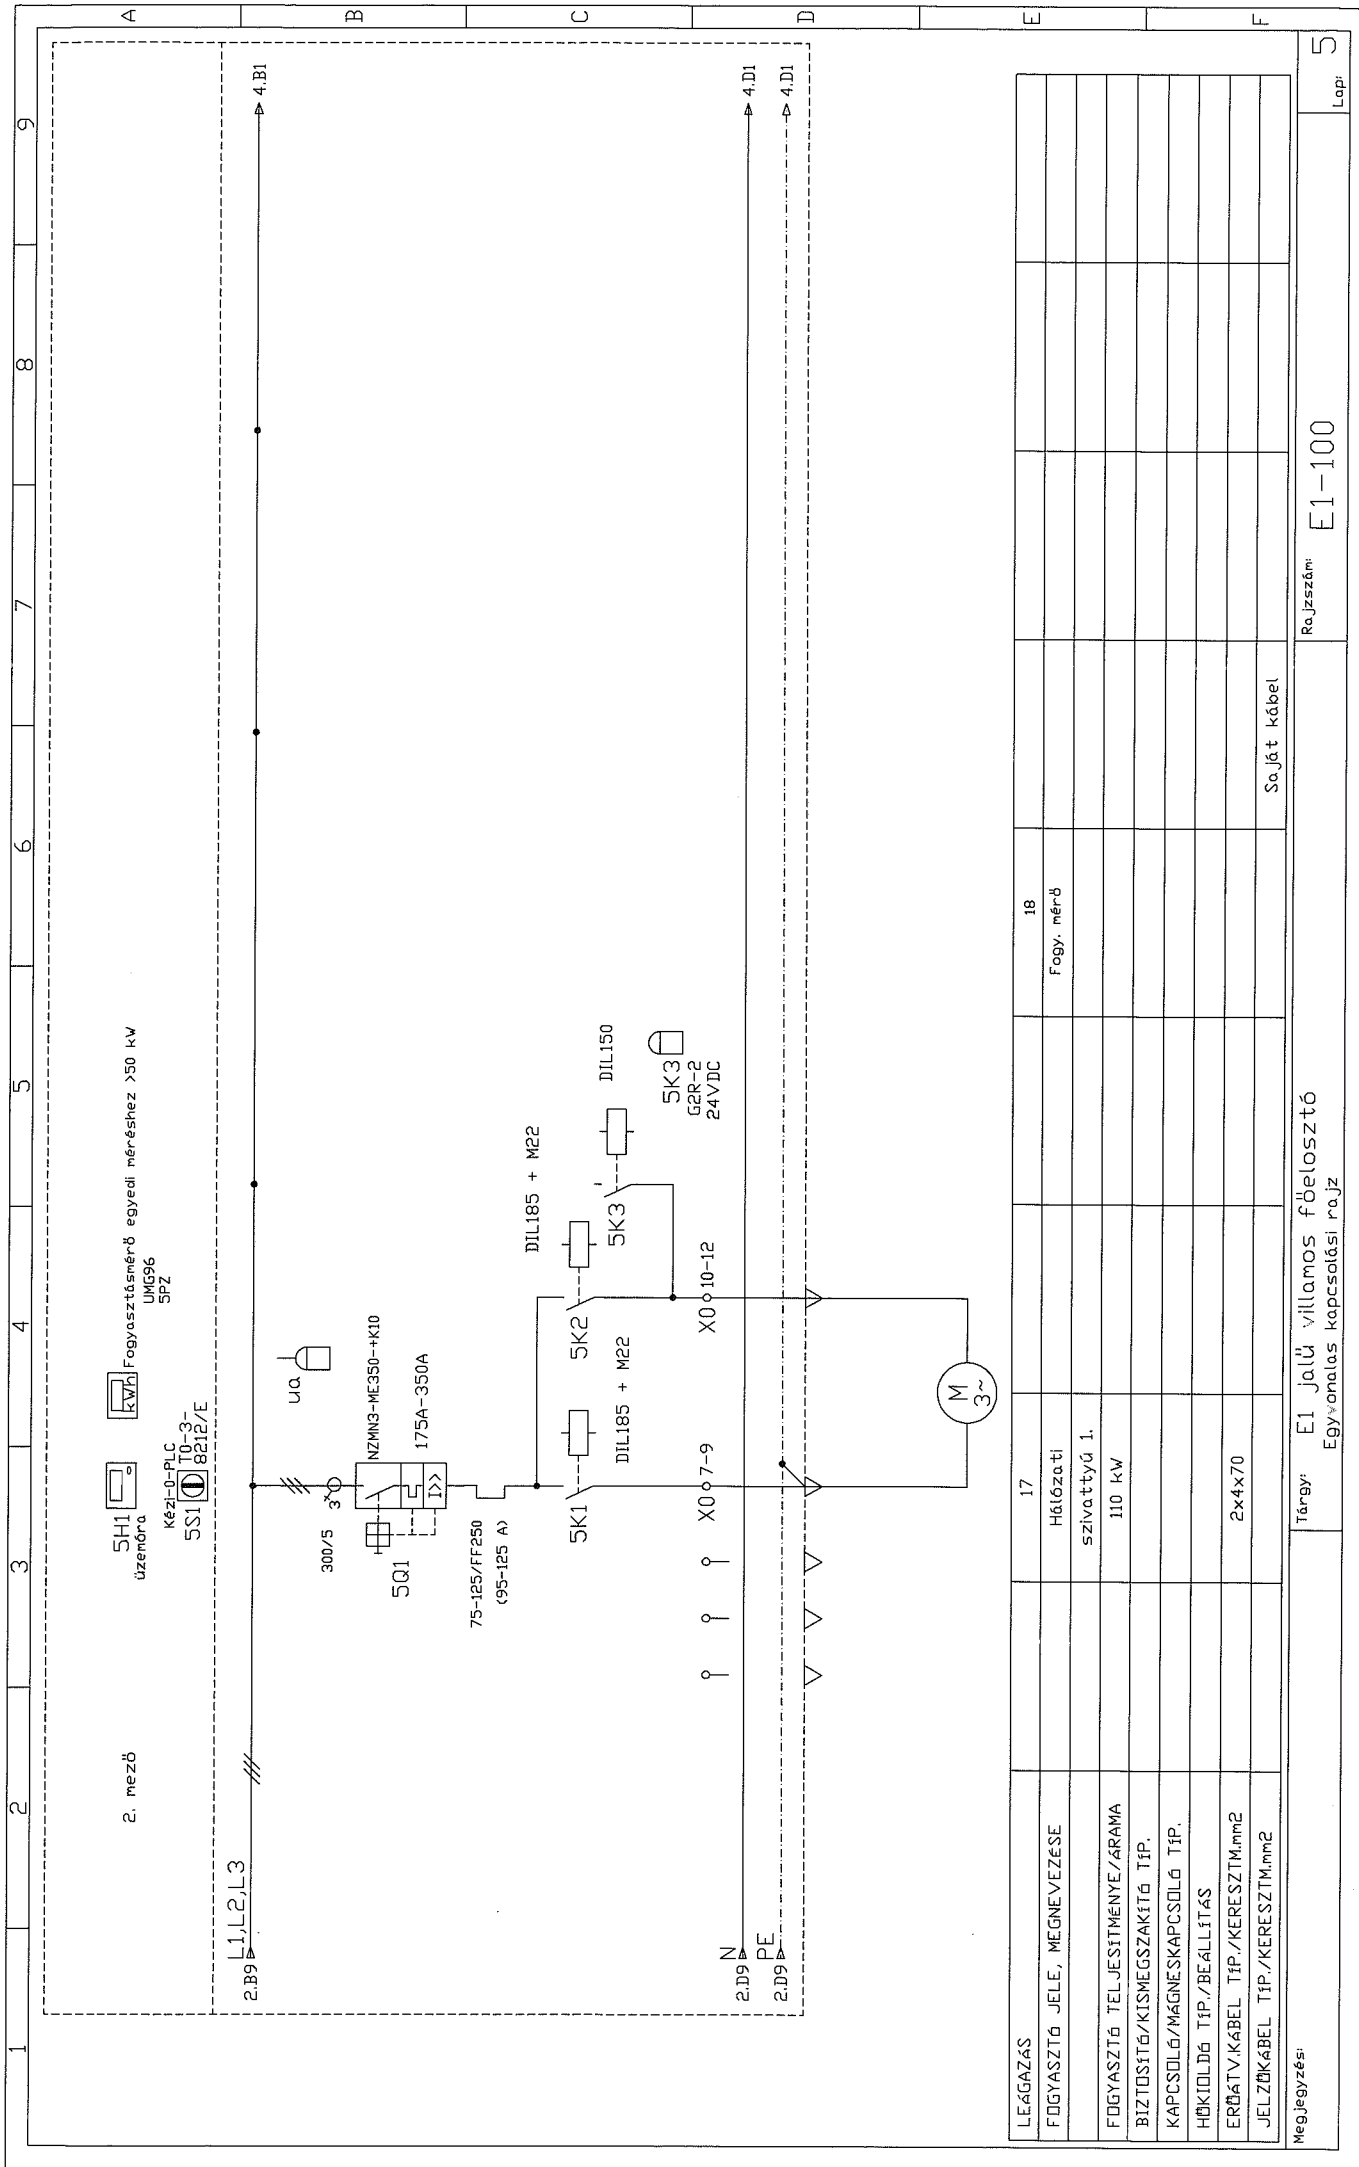 1 2 3 4 5 6 7 8 9
A
B
C
D
E
F
2. mező
5H1
üzemóra
kWh
Fogyasztásmérő egyedi méréshez >50 kW
UMG96
5PZ
Kézi-0-PLC
5S1
T0-3-
8212/E
2.B9
L1,L2,L3
4.B1
ua
300/5
3
NZMN3-ME350-+K10
5Q1
I>>
175A-350A
75-125/FF250
(95-125 A)
5K1
DIL185 + M22
5K2
DIL185 + M22
5K3
DIL150
5K3
G2R-2
24VDC
X0 7-9
X0 10-12
2.D9
N
4.D1
2.D9
PE
4.D1
M
3~
LEÁGAZÁS 17 18
FOGYASZTÓ JELE, MEGNEVEZÉSE Hálózati Fogy. mérő
szivattyú 1.
FOGYASZTÓ TELJESÍTMÉNYE/ÁRAMA 110 kW
BIZTOSÍTÓ/KISMEGSZAKÍTÓ TÍP.
KAPCSOLÓ/MÁGNESKAPCSOLÓ TÍP.
HŐKIOLDÓ TÍP./BEÁLLÍTÁS
ERŐÁTV.KÁBEL TÍP./KERESZTM.mm2 2x4x70
JELZŐKÁBEL TÍP./KERESZTM.mm2 Saját kábel
Megjegyzés:
Tárgy: E1 jalű villamos főelosztó
Egyvonalas kapcsolási rajz
Rajzszám: E1-100
Lap: 5